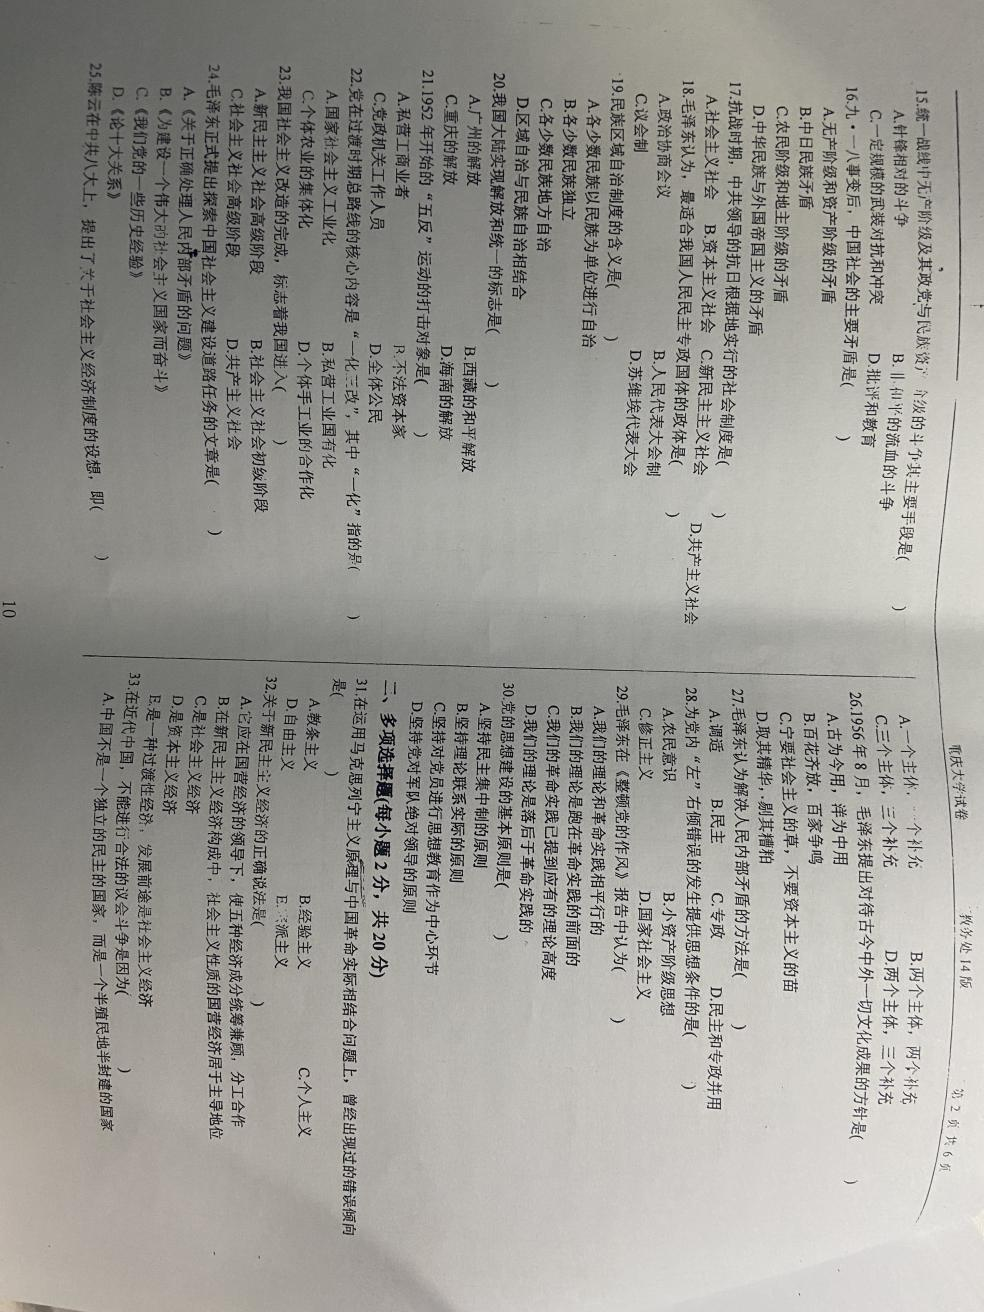 重庆大学试卷 教务处14版 第 2 页 共 6 页
15.统一战线中无产阶级及其政党与民族资产阶级的斗争其主要手段是( )
A.针锋相对的斗争 B.非和平的流血的斗争
C.一定规模的武装对抗和冲突 D.批评和教育
16.九·一八事变后，中国社会的主要矛盾是( )
A.无产阶级和资产阶级的矛盾
B.中日民族矛盾
C.农民阶级和地主阶级的矛盾
D.中华民族与外国帝国主义的矛盾
17.抗战时期，中共领导的抗日根据地实行的社会制度是( )
A.社会主义社会 B.资本主义社会 C.新民主主义社会 D.共产主义社会
18.毛泽东认为，最适合我国人民民主专政国体的政体是( )
A.政治协商会议 B.人民代表大会制
C.议会制 D.苏维埃代表大会
19.民族区域自治制度的含义是( )
A.各少数民族以民族为单位进行自治
B.各少数民族独立
C.各少数民族地方自治
D.区域自治与民族自治相结合
20.我国大陆实现解放和统一的标志是( )
A.广州的解放 B.西藏的和平解放
C.重庆的解放 D.海南的解放
21.1952 年开始的“五反”运动的打击对象是( )
A.私营工商业者 B.不法资本家
C.党政机关工作人员 D.全体公民
22.党在过渡时期总路线的核心内容是“一化三改”，其中“一化”指的是( )
A.国家社会主义工业化 B.私营工业国有化
C.个体农业的集体化 D.个体手工业的合作化
23.我国社会主义改造的完成，标志着我国进入( )
A.新民主主义社会高级阶段 B.社会主义社会初级阶段
C.社会主义社会高级阶段 D.共产主义社会
24.毛泽东正式提出探索中国社会主义建设道路任务的文章是( )
A.《关于正确处理人民内部矛盾的问题》
B.《为建设一个伟大的社会主义国家而奋斗》
C.《我们党的一些历史经验》
D.《论十大关系》
25.陈云在中共八大上，提出了关于社会主义经济制度的设想，即( )
A.一个主体，一个补充 B.两个主体，两个补充
C.三个主体，三个补充 D.两个主体，三个补充
26.1956 年 8 月，毛泽东提出对待古今中外一切文化成果的方针是( )
A.古为今用，洋为中用
B.百花齐放，百家争鸣
C.宁要社会主义的草，不要资本主义的苗
D.取其精华，剔其糟粕
27.毛泽东认为解决人民内部矛盾的方法是( )
A.调适 B.民主 C.专政 D.民主和专政并用
28.为党内“左”右倾错误的发生提供思想条件的是( )
A.农民意识 B.小资产阶级思想
C.修正主义 D.国家社会主义
29.毛泽东在《整顿党的作风》报告中认为( )
A.我们的理论和革命实践相平行的
B.我们的理论是跑在革命实践的前面的
C.我们的革命实践已提到应有的理论高度
D.我们的理论是落后于革命实践的
30.党的思想建设的基本原则是( )
A.坚持民主集中制的原则
B.坚持理论联系实际的原则
C.坚持对党员进行思想教育作为中心环节
D.坚持党对军队绝对领导的原则
二、多项选择题(每小题 2 分，共 20 分)
31.在运用马克思列宁主义原理与中国革命实际相结合问题上，曾经出现过的错误倾向
是( )
A.教条主义 B.经验主义 C.个人主义
D.自由主义 E.派主义
32.关于新民主主义经济的正确说法是( )
A.它应在国营经济的领导下，使五种经济成分统筹兼顾，分工合作
B.在新民主主义经济构成中，社会主义性质的国营经济居于主导地位
C.是社会主义经济
D.是资本主义经济
E.是一种过渡性经济，发展前途是社会主义经济
33.在近代中国，不能进行合法的议会斗争是因为( )
A.中国不是一个独立的民主的国家，而是一个半殖民地半封建的国家
10